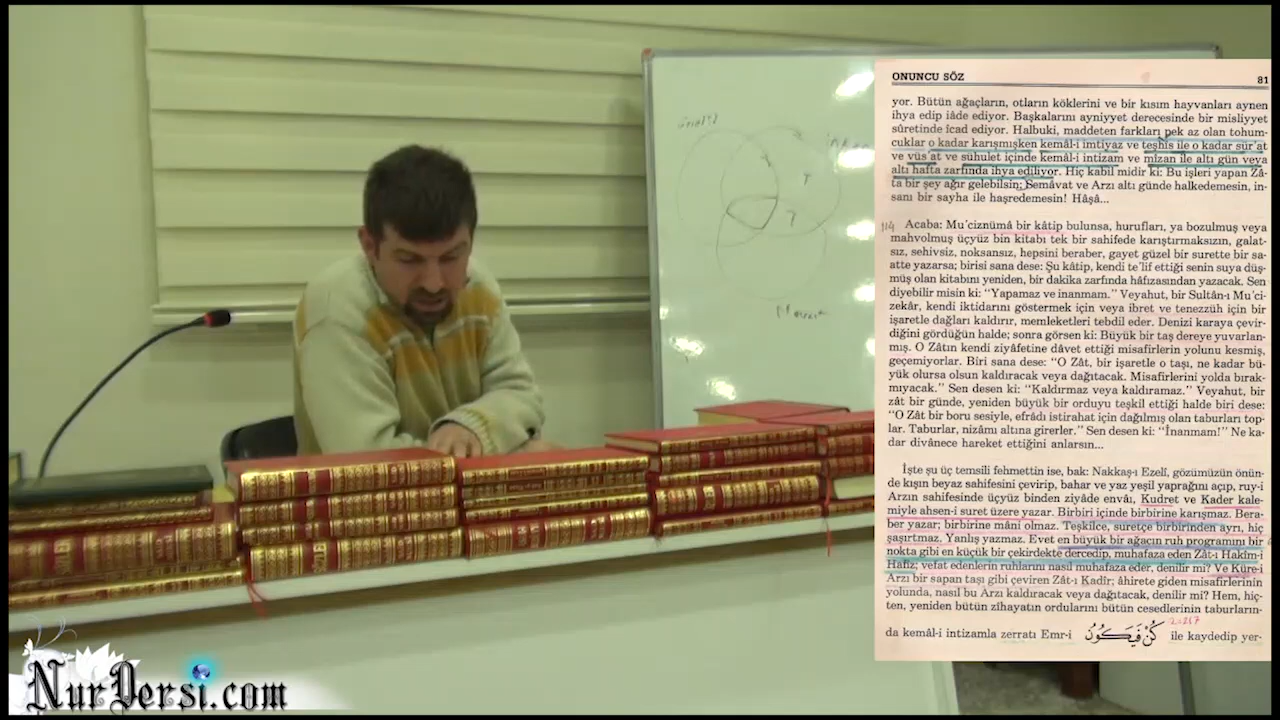 ONUNCU SÖZ 81
yor. Bütün ağaçların, otların köklerini ve bir kısım hayvanları aynen
ihya edip iâde ediyor. Başkalarını ayniyyet derecesinde bir misliyyet
sûretinde îcad ediyor. Halbuki, maddeten farkları pek az olan tohum-
cuklar o kadar karışmışken kemâl-i imtiyaz ve teşhis ile o kadar sür'at
ve vüs'at ve sühulet içinde kemâl-i intizam ve mizan ile altı gün veya
altı hafta zarfında ihya ediliyor. Hiç kabil midir ki: Bu işleri yapan Zâ-
ta bir şey ağır gelebilsin; Semâvat ve Arzı altı günde halkedemesin, in-
sanı bir sayha ile haşredemesin! Hâşâ...
114 Acaba: Mu'ciznümâ bir kâtip bulunsa, hurufları, ya bozulmuş veya
mahvolmuş üçyüz bin kitabı tek bir sahifede karıştırmaksızın, galat-
sız, sehivsiz, noksansız, hepsini beraber, gayet güzel bir surette bir sa-
atte yazarsa; birisi sana dese: Şu kâtip, kendi te'lif ettiği senin suya düş-
müş olan kitabını yeniden, bir dakika zarfında hâfızasından yazacak. Sen
diyebilir misin ki: "Yapamaz ve inanmam." Veyahut, bir Sultân-ı Mu'ci-
zekâr, kendi iktidarını göstermek için veya ibret ve tenezzüh için bir
işaretle dağları kaldırır, memleketleri tebdil eder. Denizi karaya çevir-
diğini gördüğün halde; sonra görsen ki: Büyük bir taş dereye yuvarlan-
mış. O Zâtın kendi ziyafetine dâvet ettiği misafirlerin yolunu kesmiş,
geçemiyorlar. Biri sana dese: "O Zât, bir işaretle o taşı, ne kadar bü-
yük olursa olsun kaldıracak veya dağıtacak. Misafirlerini yolda bırak-
mıyacak." Sen desen ki: "Kaldırmaz veya kaldıramaz." Veyahut, bir
zât bir günde, yeniden büyük bir orduyu teşkil ettiği halde biri dese:
"O Zât bir boru sesiyle, efrâdı istirahat için dağılmış olan taburları top-
lar. Taburlar, nizâmı altına girerler." Sen desen ki: "İnanmam!" Ne ka-
dar divânece hareket ettiğini anlarsın...
İşte şu üç temsili fehmettin ise, bak: Nakkaş-ı Ezelî, gözümüzün önün-
de kışın beyaz sahifesini çevirip, bahar ve yaz yeşil yaprağını açıp, ruy-i
Arzın sahifesinde üçyüz binden ziyade envâı, Kudret ve Kader kale-
miyle ahsen-i suret üzere yazar. Birbiri içinde birbirine karışmaz. Bera-
ber yazar; birbirine mâni olmaz. Teşkilce, suretçe birbirinden ayrı, hiç
şaşırtmaz. Yanlış yazmaz. Evet en büyük bir ağacın ruh programını bir
nokta gibi en küçük bir çekirdekte dercedip, muhafaza eden Zât-ı Hakîm-i
Hafîz; vefat edenlerin ruhlarını nasıl muhafaza eder, denilir mi? Ve Küre-i
Arzı bir sapan taşı gibi çeviren Zât-ı Kadîr; âhirete giden misafirlerinin
yolunda, nasıl bu Arzı kaldıracak veya dağıtacak, denilir mi? Hem, hiç-
ten, yeniden bütün zîhayatın ordularını bütün cesedlerinin taburların-
da kemâl-i intizamla zerratı Emr-i كُنْ فَيَكُونُ ile kaydedip yer-
NurDersi.com